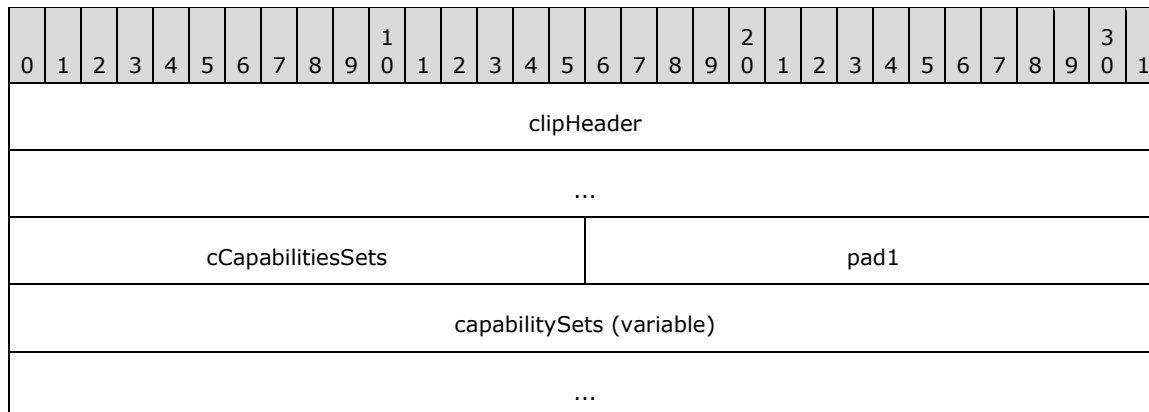 1 2 3
0 1 2 3 4 5 6 7 8 9 0 1 2 3 4 5 6 7 8 9 0 1 2 3 4 5 6 7 8 9 0 1
clipHeader
...
cCapabilitiesSets pad1
capabilitySets (variable)
...